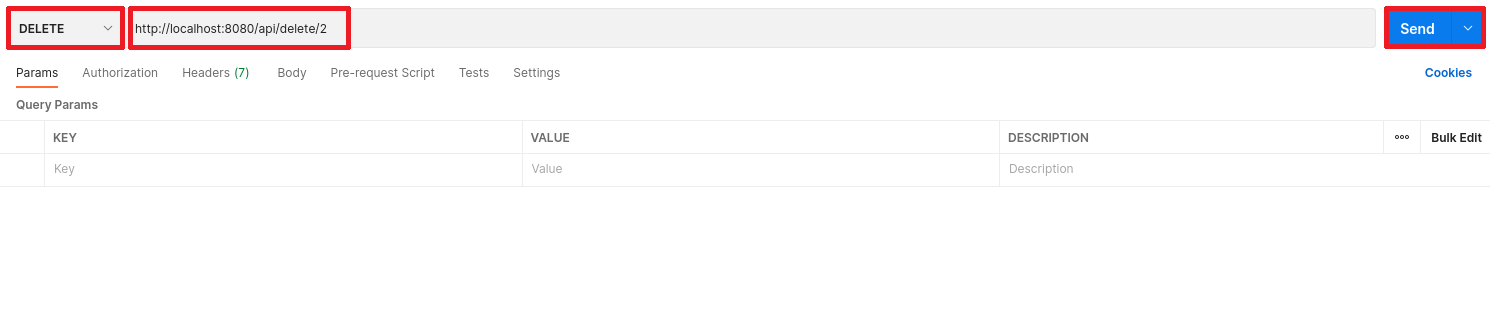 DELETE http://localhost:8080/api/delete/2 Send
Params Authorization Headers (7) Body Pre-request Script Tests Settings Cookies
Query Params
KEY VALUE DESCRIPTION ooo Bulk Edit
Key Value Description